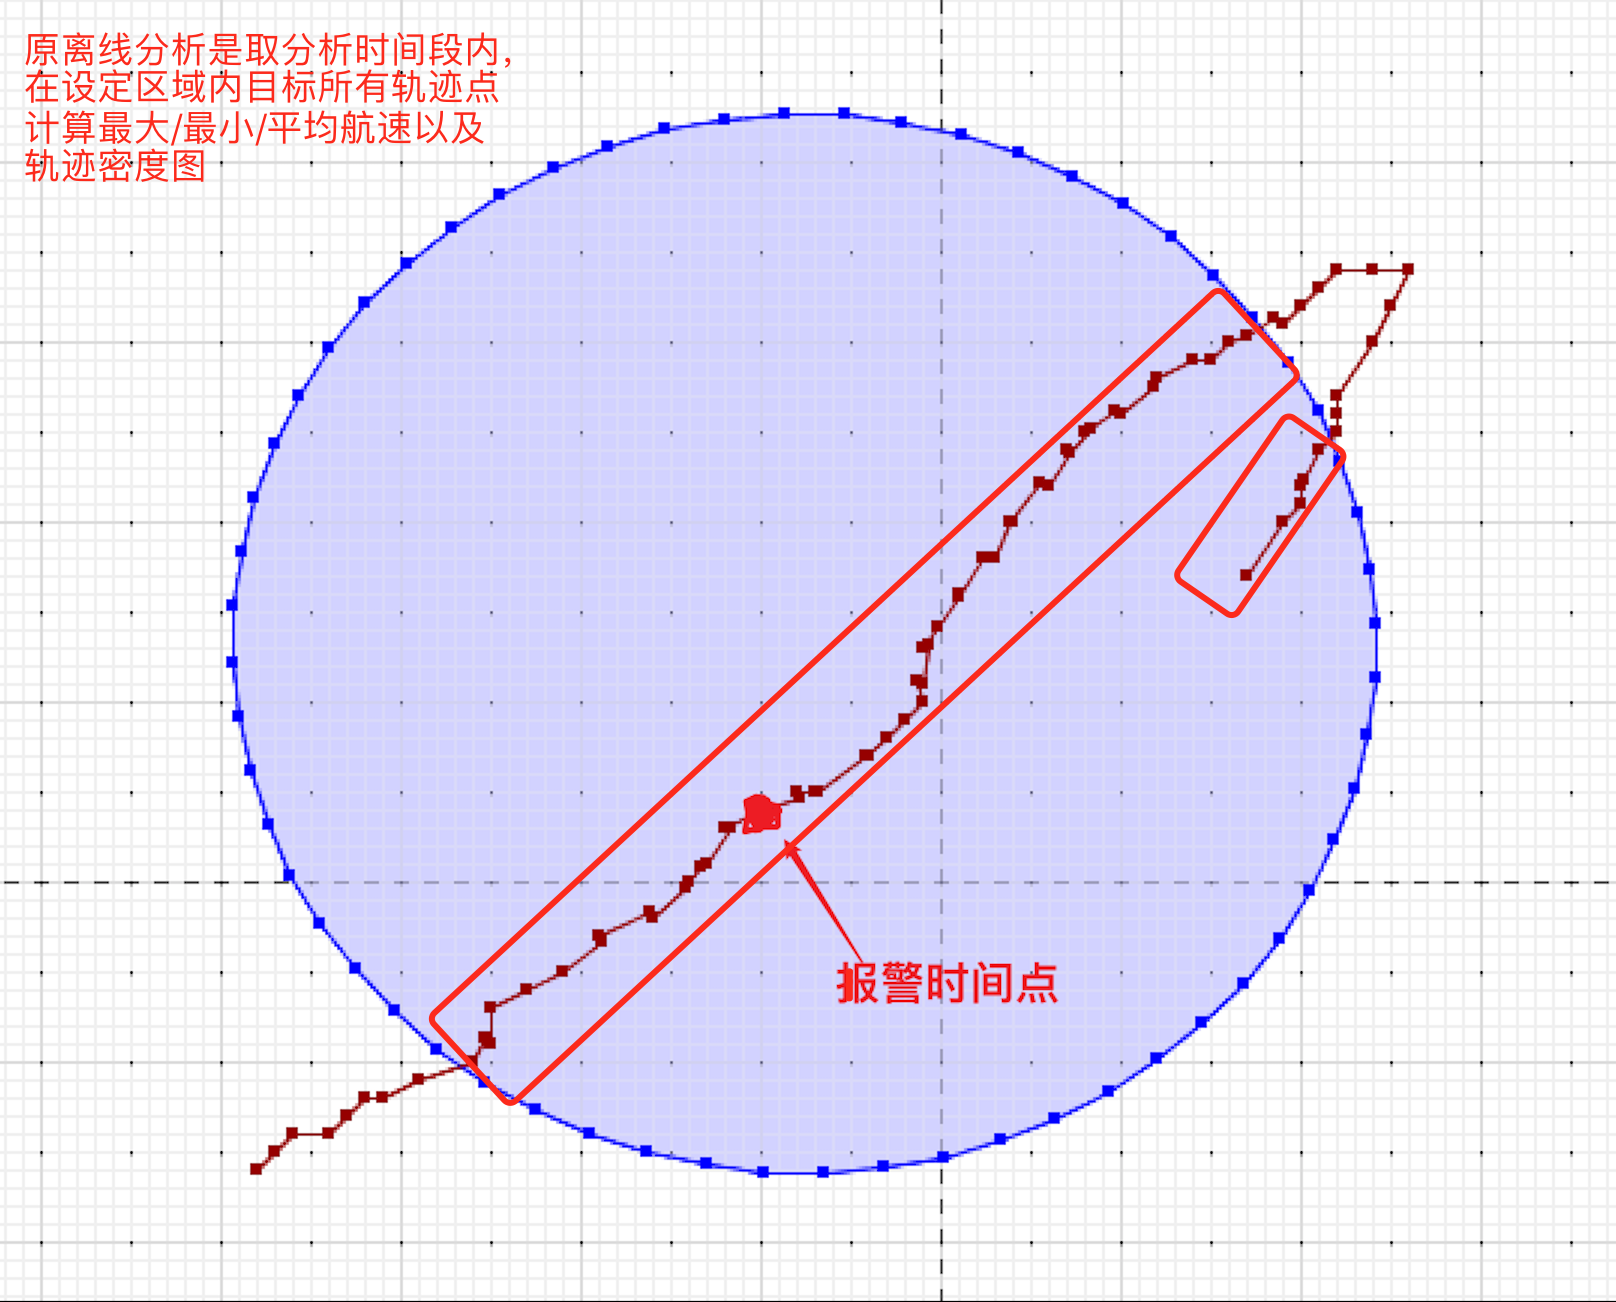 原离线分析是取分析时间段内,
在设定区域内目标所有轨迹点
计算最大/最小/平均航速以及
轨迹密度图
报警时间点